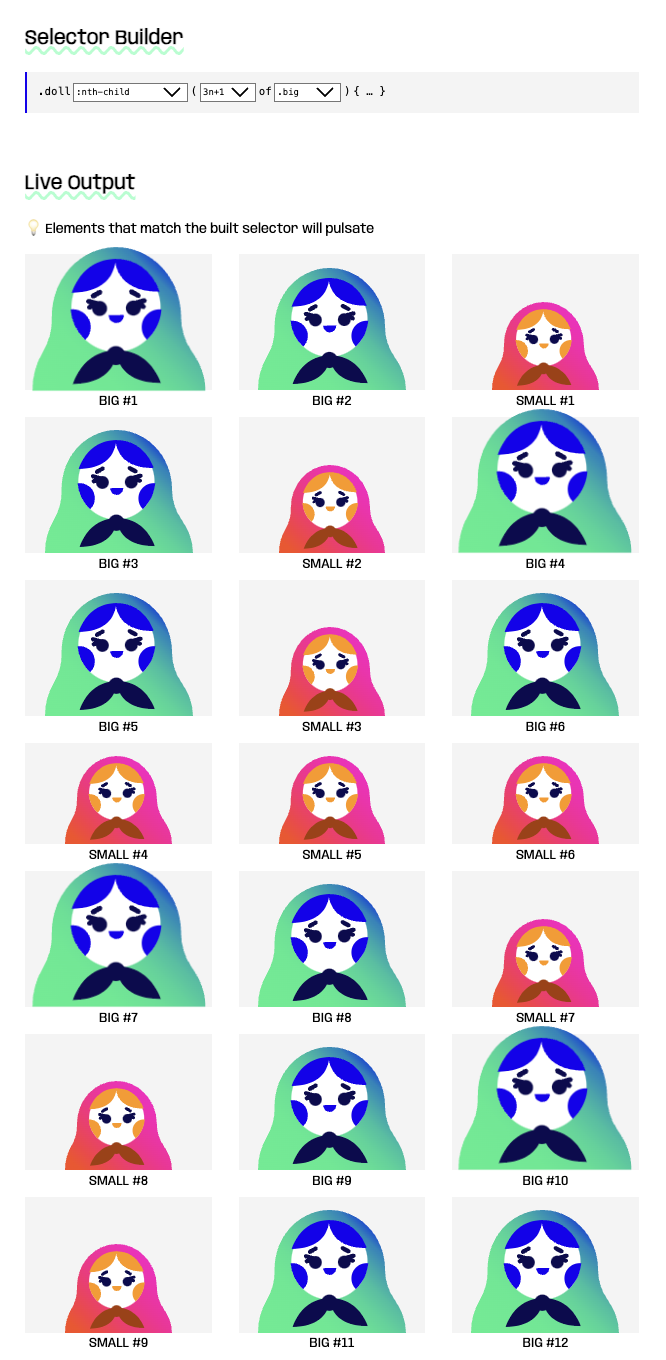 Selector Builder
.doll :nth-child ( 3n+1 of .big ) { … }
Live Output
💡 Elements that match the built selector will pulsate
BIG #1 BIG #2 SMALL #1
BIG #3 SMALL #2 BIG #4
BIG #5 SMALL #3 BIG #6
SMALL #4 SMALL #5 SMALL #6
BIG #7 BIG #8 SMALL #7
SMALL #8 BIG #9 BIG #10
SMALL #9 BIG #11 BIG #12